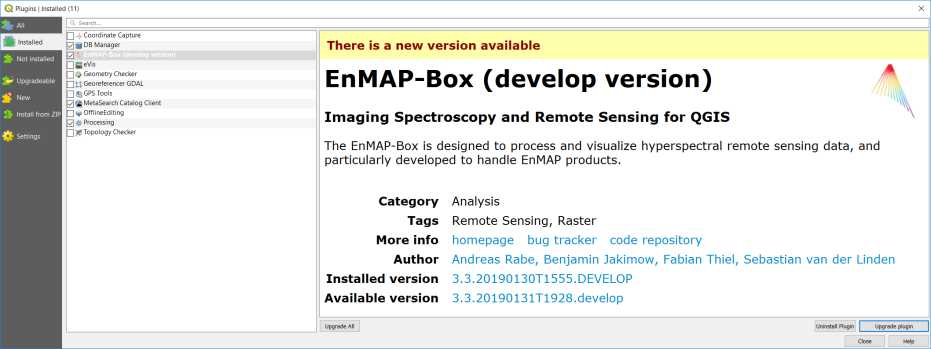 Plugins | Installed (11)
All
Installed
Not installed
Upgradeable
New
Install from ZIP
Settings
Search...
Coordinate Capture
DB Manager
EnMAP-Box (develop version)
eVis
Geometry Checker
Georeferencer GDAL
GPS Tools
MetaSearch Catalog Client
OfflineEditing
Processing
Topology Checker
There is a new version available
EnMAP-Box (develop version)
Imaging Spectroscopy and Remote Sensing for QGIS
The EnMAP-Box is designed to process and visualize hyperspectral remote sensing data, and
particularly developed to handle EnMAP products.
Category Analysis
Tags Remote Sensing, Raster
More info homepage bug tracker code repository
Author Andreas Rabe, Benjamin Jakimow, Fabian Thiel, Sebastian van der Linden
Installed version 3.3.20190130T1555.DEVELOP
Available version 3.3.20190131T1928.develop
Upgrade All
Uninstall Plugin
Upgrade plugin
Close
Help